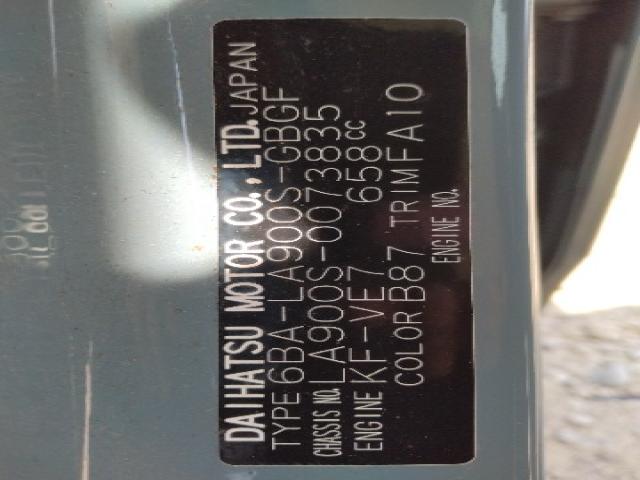 DAIHATSU MOTOR CO., LTD. JAPAN
TYPE 6BA-LA900S-GBGF
CHASSIS NO. LA900S-0073835
ENGINE KF-VE7 658cc
COLOR B87 TRIM FA10
ENGINE NO.